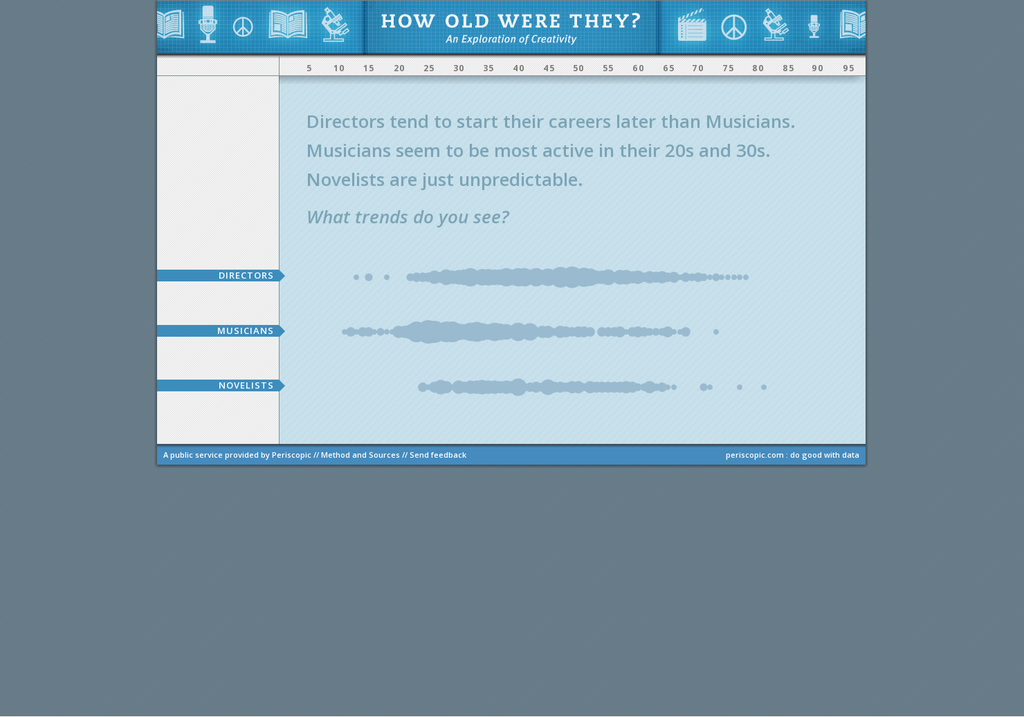 HOW OLD WERE THEY?
An Exploration of Creativity
5 10 15 20 25 30 35 40 45 50 55 60 65 70 75 80 85 90 95
Directors tend to start their careers later than Musicians.
Musicians seem to be most active in their 20s and 30s.
Novelists are just unpredictable.
What trends do you see?
DIRECTORS
MUSICIANS
NOVELISTS
A public service provided by Periscopic // Method and Sources // Send feedback
periscopic.com : do good with data